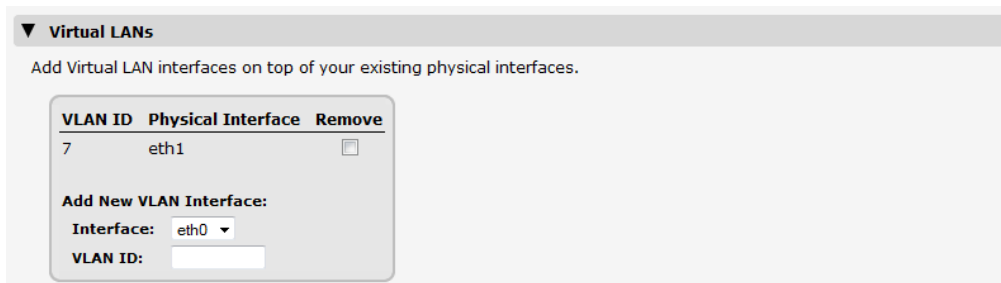 Virtual LANs
Add Virtual LAN interfaces on top of your existing physical interfaces.
VLAN ID Physical Interface Remove
7 eth1
Add New VLAN Interface:
Interface: eth0
VLAN ID: